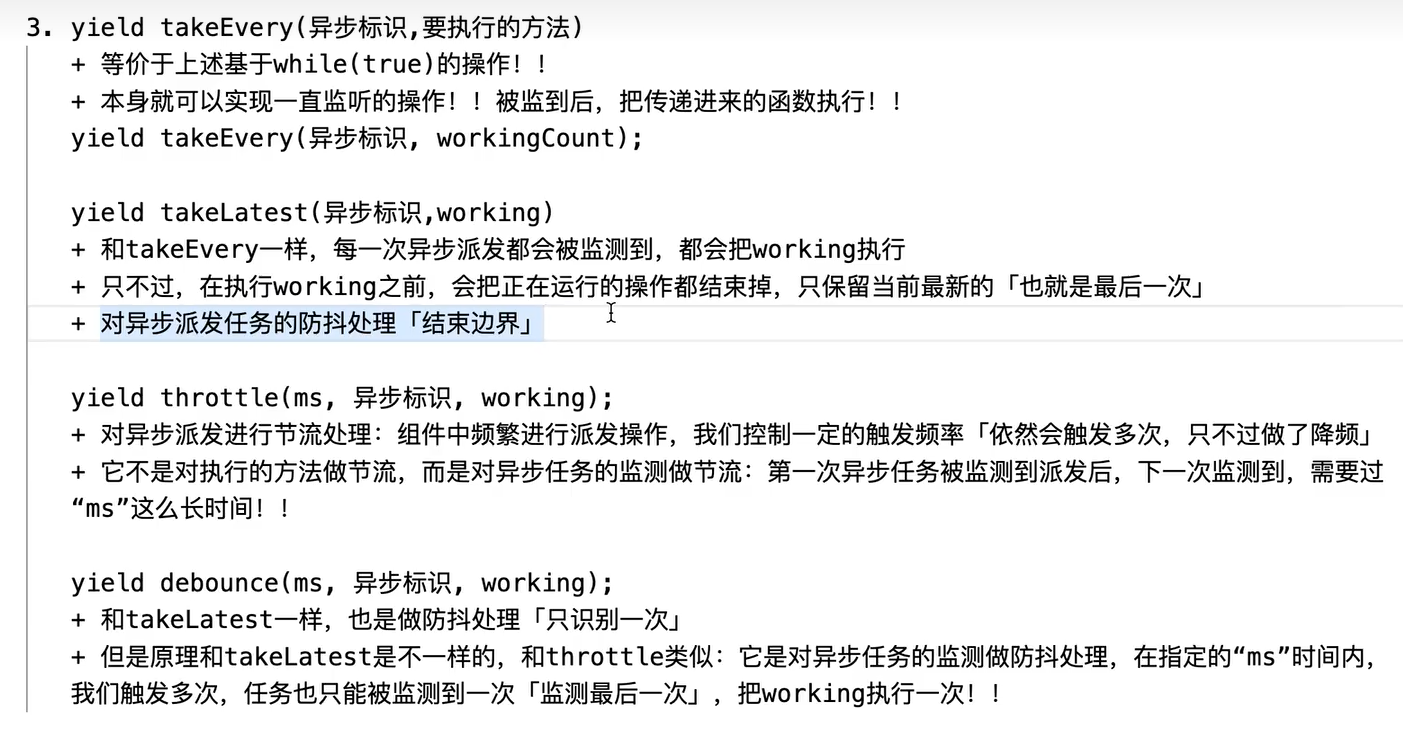 3. yield takeEvery(异步标识,要执行的方法)
+ 等价于上述基于while(true)的操作！！
+ 本身就可以实现一直监听的操作！！被监到后，把传递进来的函数执行！！
yield takeEvery(异步标识, workingCount);
yield takeLatest(异步标识,working)
+ 和takeEvery一样，每一次异步派发都会被监测到，都会把working执行
+ 只不过，在执行working之前，会把正在运行的操作都结束掉，只保留当前最新的「也就是最后一次」
+ 对异步派发任务的防抖处理「结束边界」
yield throttle(ms, 异步标识, working);
+ 对异步派发进行节流处理：组件中频繁进行派发操作，我们控制一定的触发频率「依然会触发多次，只不过做了降频」
+ 它不是对执行的方法做节流，而是对异步任务的监测做节流：第一次异步任务被监测到派发后，下一次监测到，需要过
“ms”这么长时间！！
yield debounce(ms, 异步标识, working);
+ 和takeLatest一样，也是做防抖处理「只识别一次」
+ 但是原理和takeLatest是不一样的，和throttle类似：它是对异步任务的监测做防抖处理，在指定的“ms”时间内，
我们触发多次，任务也只能被监测到一次「监测最后一次」，把working执行一次！！